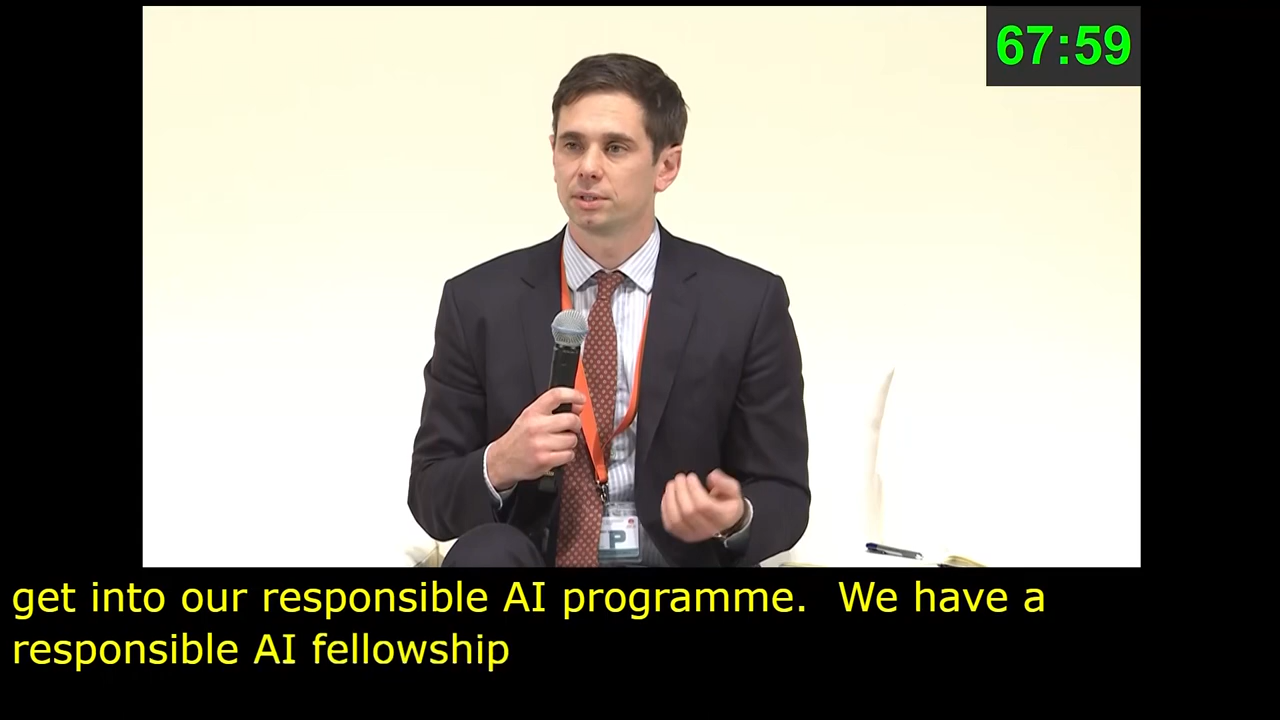 67:59
P
get into our responsible AI programme.  We have a
responsible AI fellowship